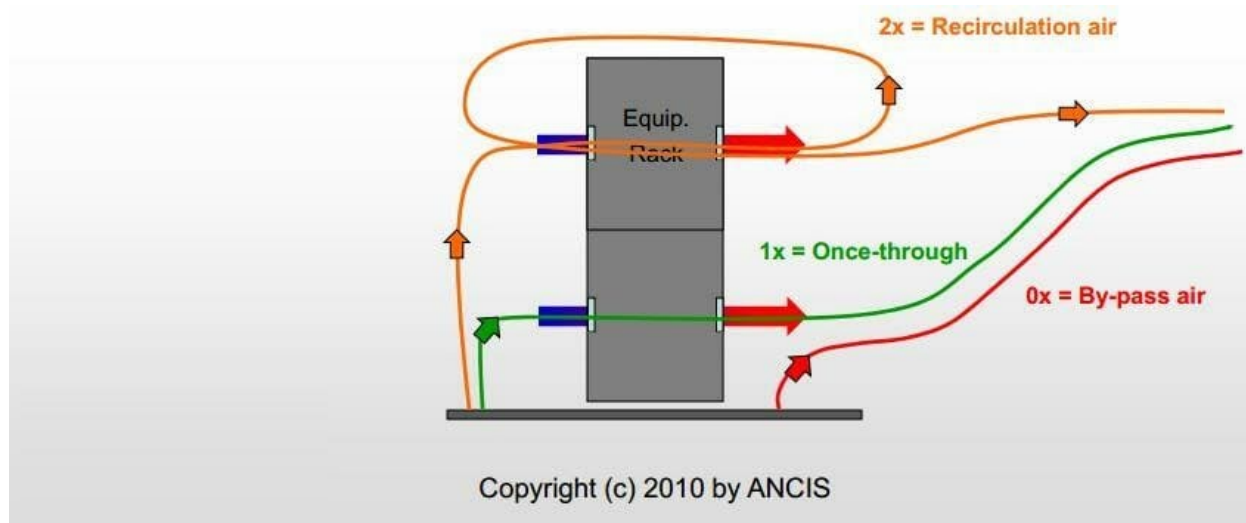 2x = Recirculation air
Equip.
Rack
1x = Once-through
0x = By-pass air
Copyright (c) 2010 by ANCIS